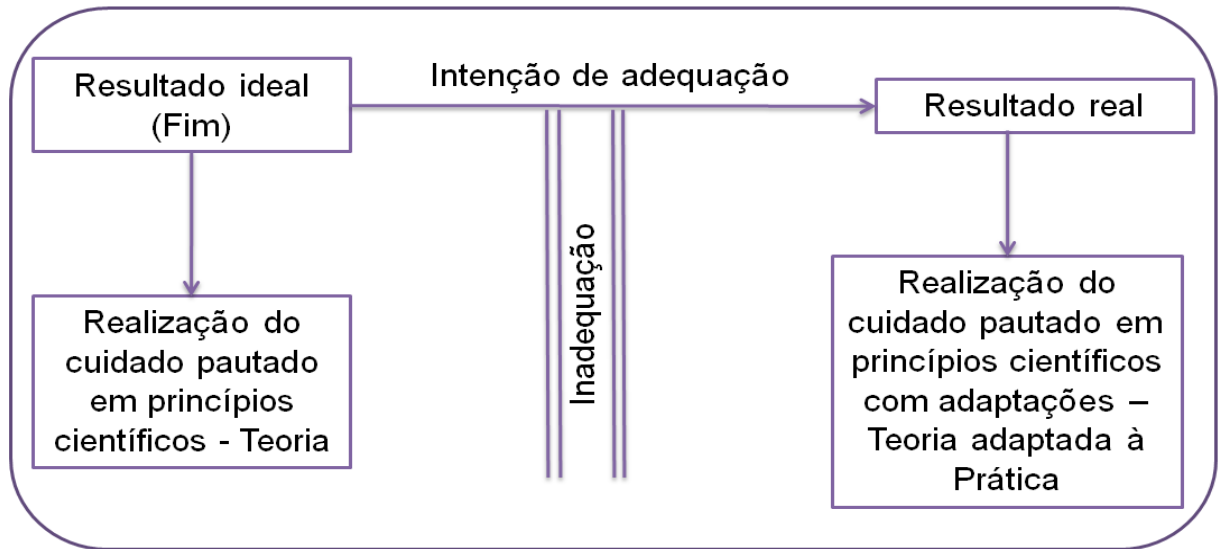 Resultado ideal
(Fim)
Intenção de adequação
Resultado real
Inadequação
Realização do
cuidado pautado
em princípios
científicos - Teoria
Realização do
cuidado pautado em
princípios científicos
com adaptações –
Teoria adaptada à
Prática